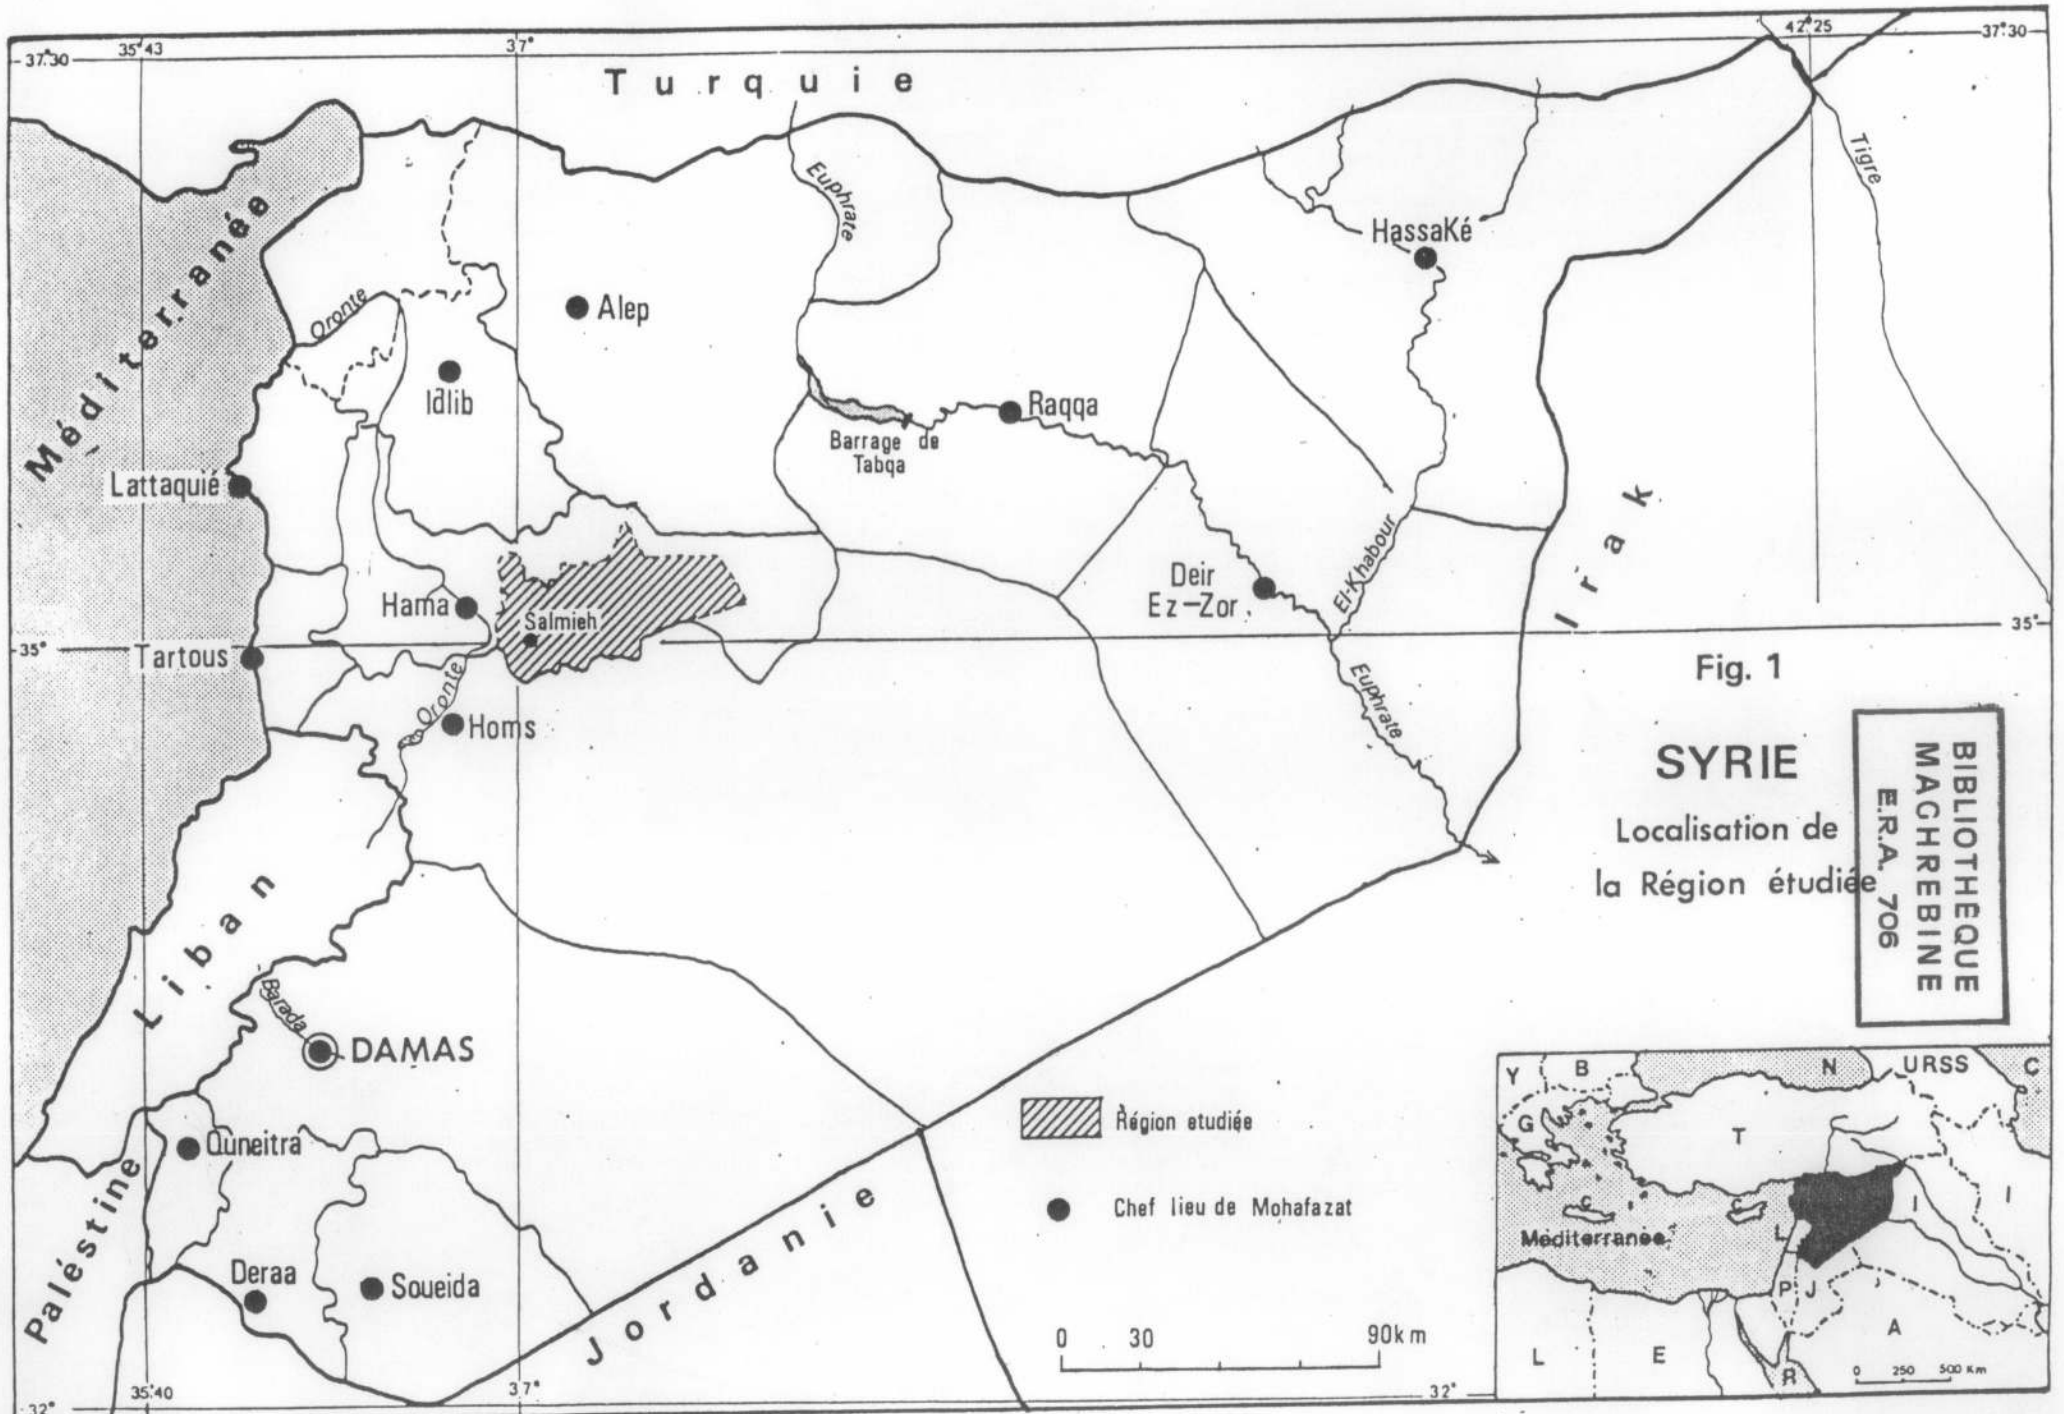 35°43
37°
42°25
37°30
37°30
Turquie
Méditerranée
Euphrate
Tigre
HassaKé
Oronte
Alep
Idlib
Raqqa
Barrage de
Tabqa
Lattaquié
Irak
El-Khabour
Deir
Ez-Zor
Hama
Salmieh
35°
35°
Tartous
Oronte
Homs
Euphrate
Fig. 1
SYRIE
Localisation de
la Région étudiée
BIBLIOTHEQUE
MAGHREBINE
E.R.A. 706
Liban
Barada
DAMAS
Quneitra
Paléstine
Deraa
Soueida
Jordanie
Région etudiée
Chef lieu de Mohafazat
0 30 90km
35°40
37°
32°
32°
Y B N URSS C
G T
C C L I I
Méditerranée
P J
L E A
R
0 250 500 Km